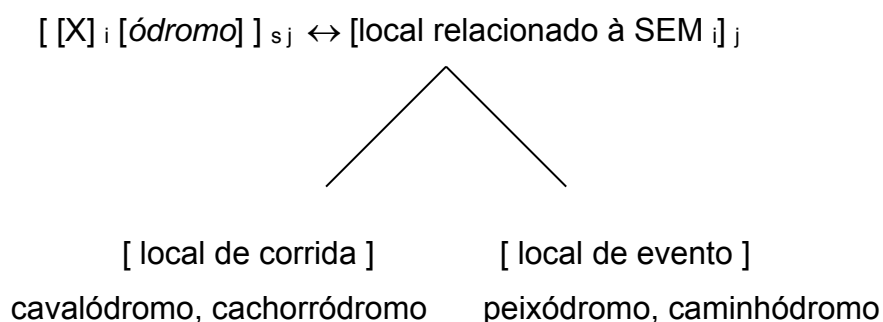 [ [X] i [ódromo] ] s j ↔ [local relacionado à SEM i] j
[ local de corrida ] [ local de evento ]
cavalódromo, cachorródromo peixódromo, caminhódromo